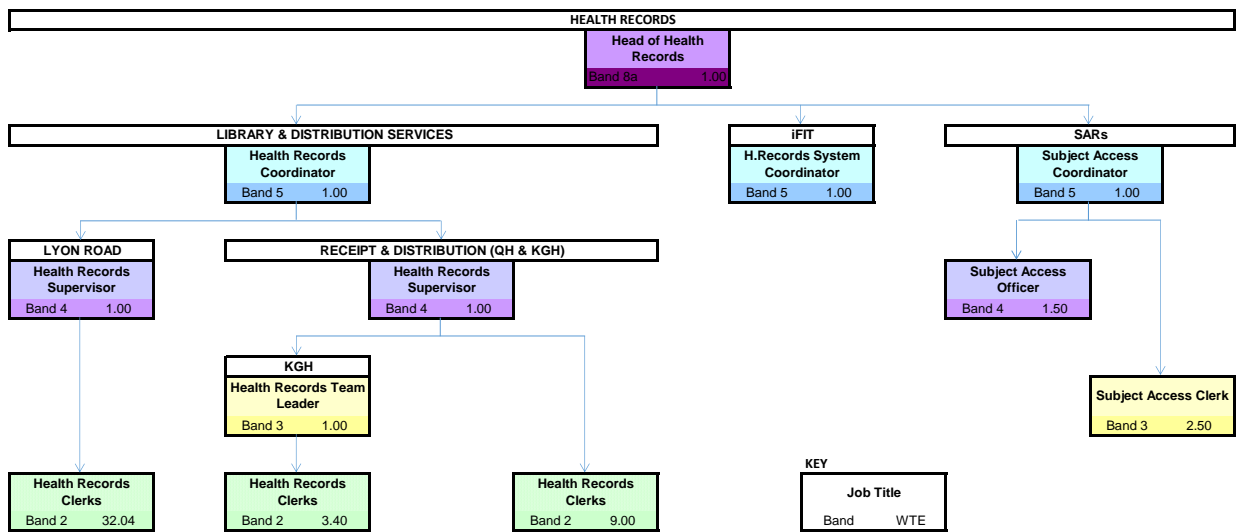 HEALTH RECORDS
Head of Health
Records
Band 8a 1.00
LIBRARY & DISTRIBUTION SERVICES
Health Records
Coordinator
Band 5 1.00
iFIT
H.Records System
Coordinator
Band 5 1.00
SARs
Subject Access
Coordinator
Band 5 1.00
LYON ROAD
Health Records
Supervisor
Band 4 1.00
RECEIPT & DISTRIBUTION (QH & KGH)
Health Records
Supervisor
Band 4 1.00
Subject Access
Officer
Band 4 1.50
KGH
Health Records Team
Leader
Band 3 1.00
Subject Access Clerk
Band 3 2.50
Health Records
Clerks
Band 2 32.04
Health Records
Clerks
Band 2 3.40
Health Records
Clerks
Band 2 9.00
KEY
Job Title
Band WTE